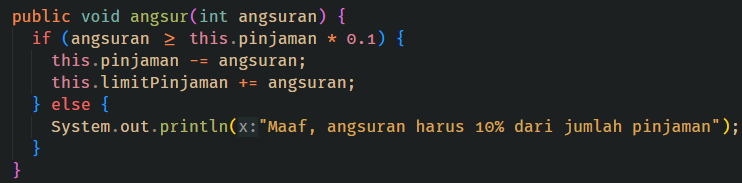 public void angsur(int angsuran) {
if (angsuran ≥ this.pinjaman * 0.1) {
this.pinjaman -= angsuran;
this.limitPinjaman += angsuran;
} else {
System.out.println(x:"Maaf, angsuran harus 10% dari jumlah pinjaman");
}
}